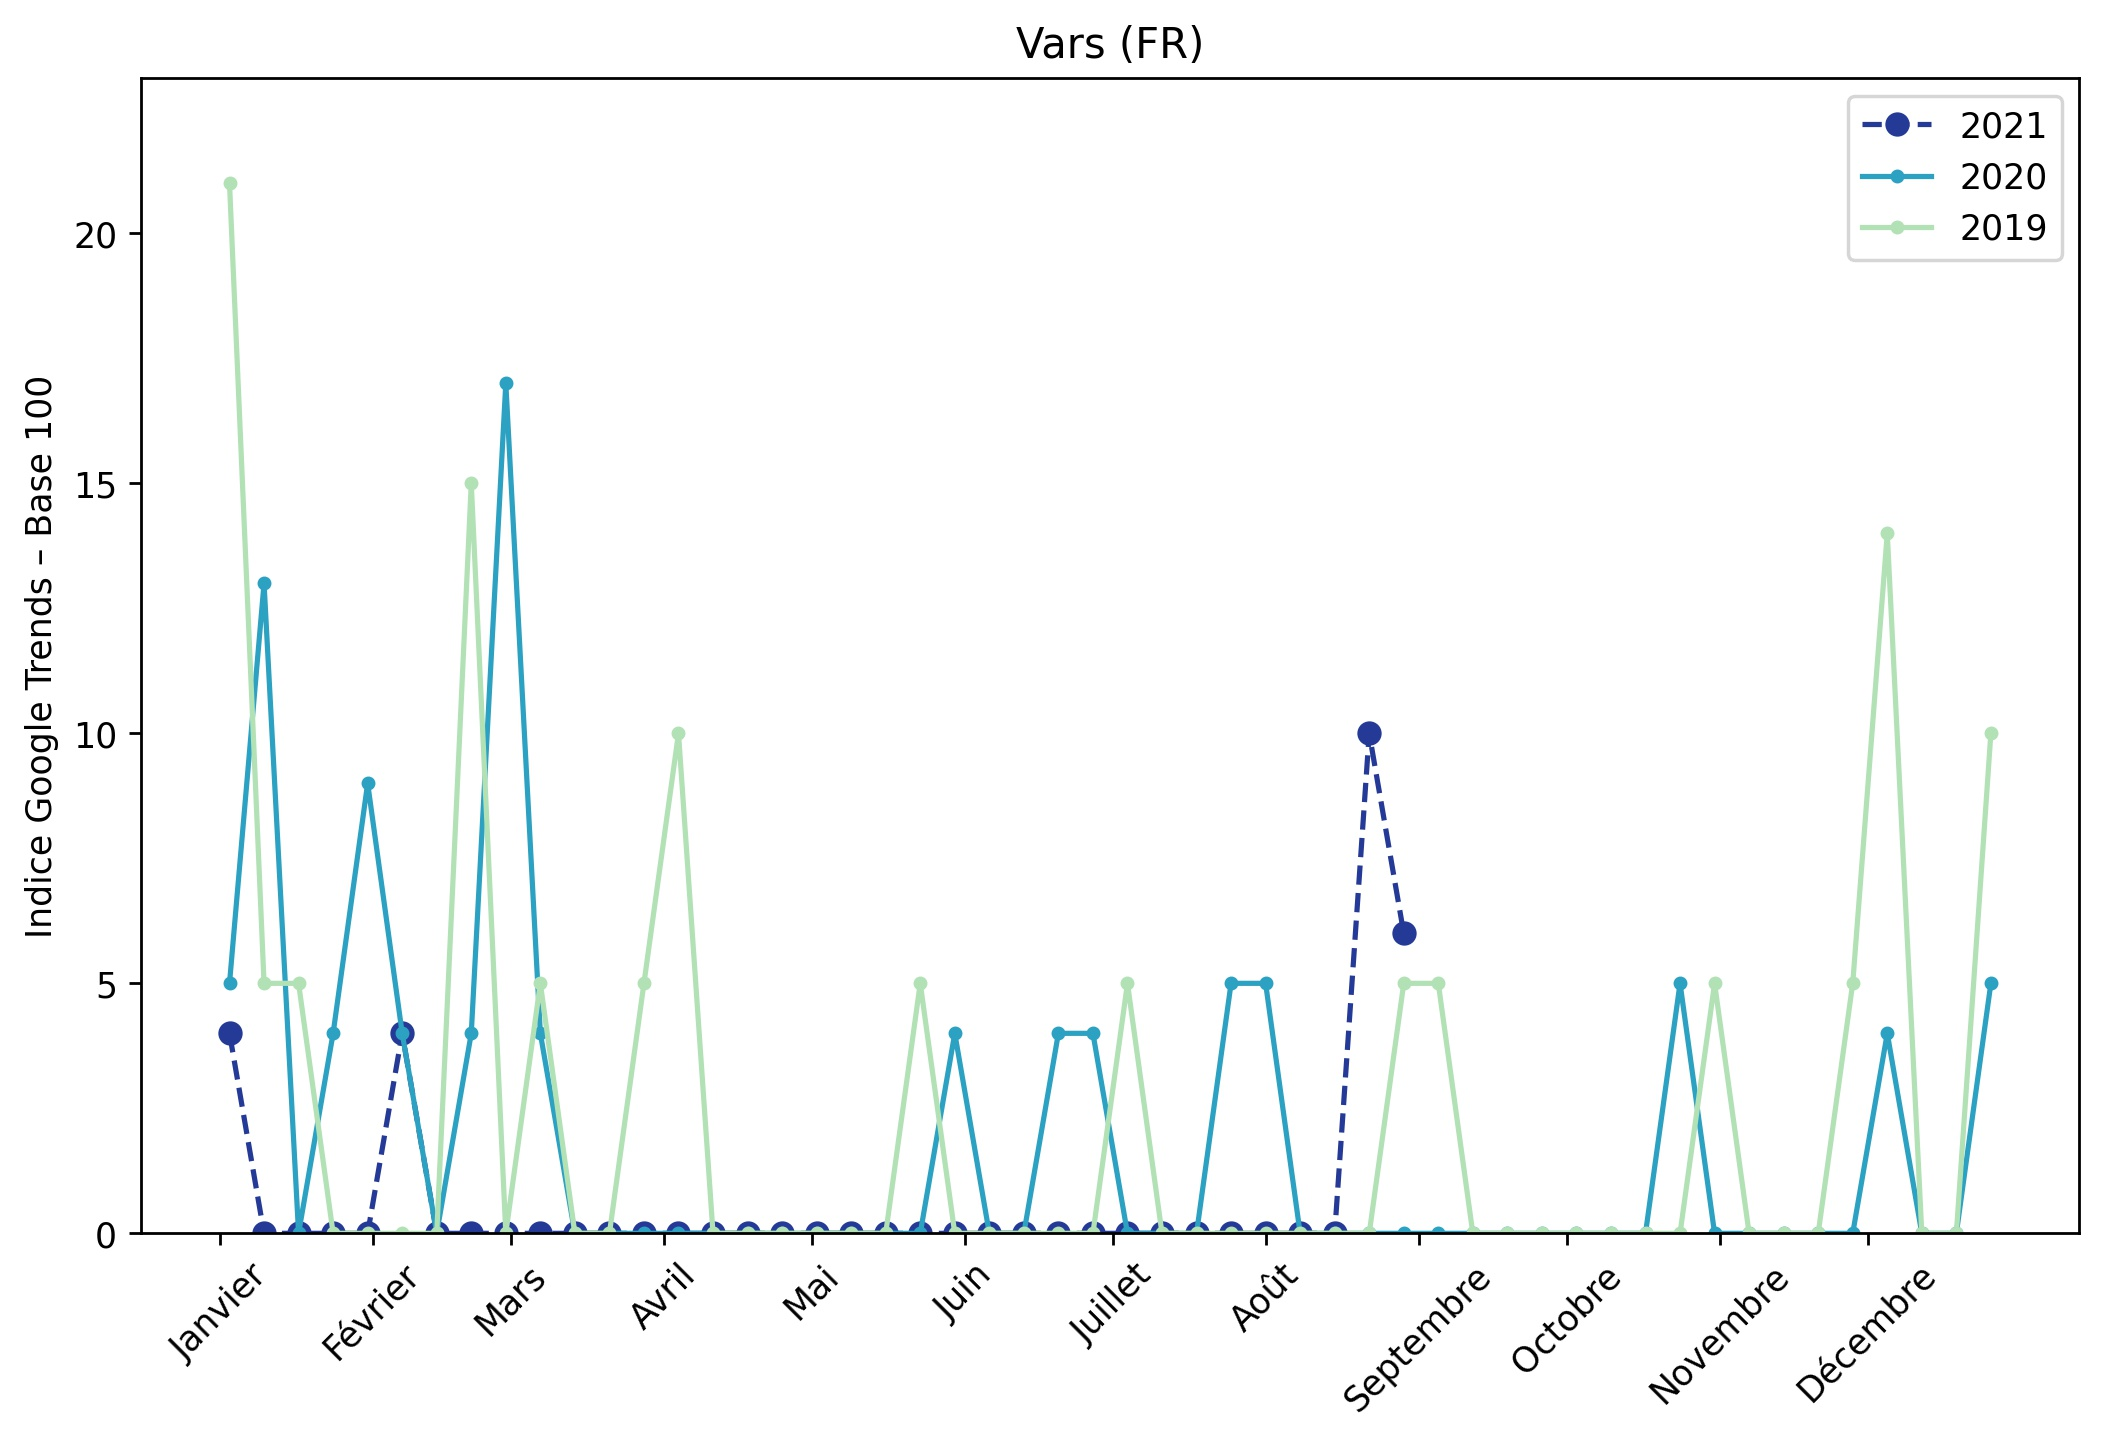 Vars (FR)
Indice Google Trends – Base 100
20
15
10
5
0
2021
2020
2019
Janvier
Février
Mars
Avril
Mai
Juin
Juillet
Août
Septembre
Octobre
Novembre
Décembre